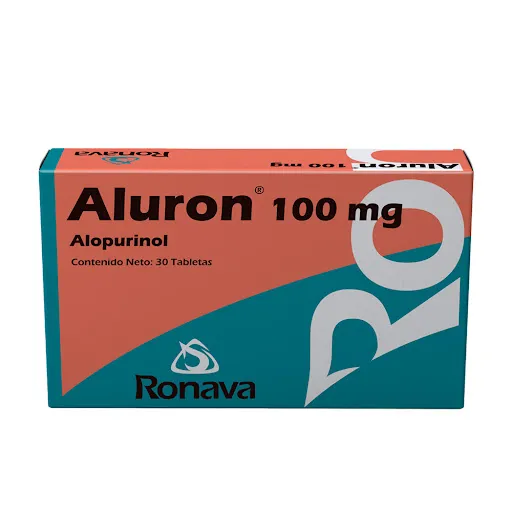 Ronava
Aluron 100 mg
Aluron® 100 mg
Alopurinol
Contenido Neto: 30 Tabletas
Ronava
RO